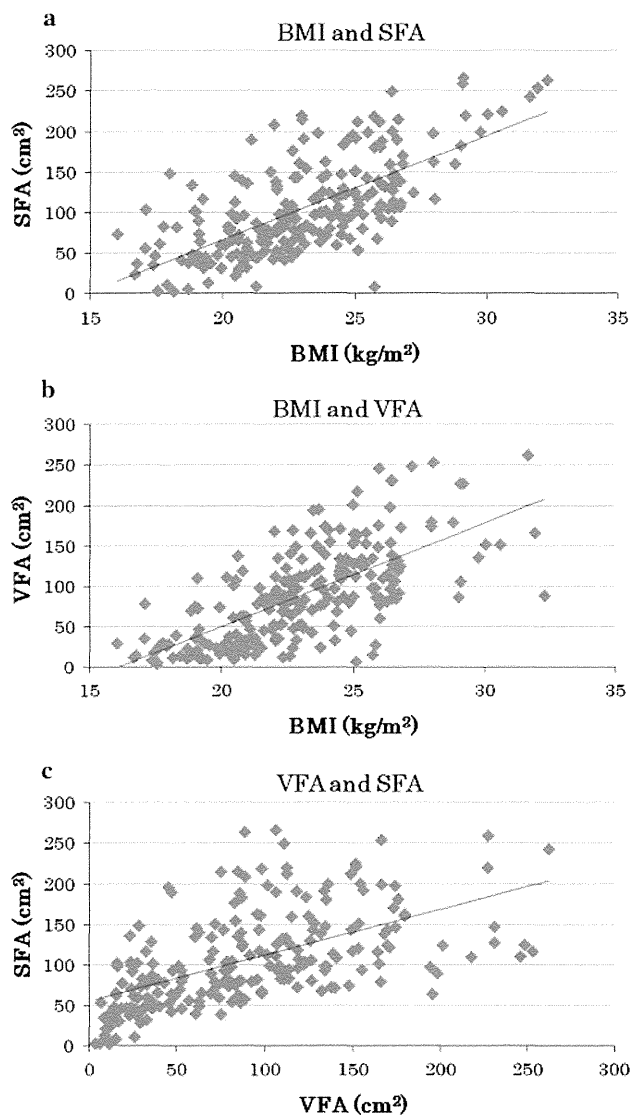 a
BMI and SFA
300
250
200
150
100
50
0
SFA (cm²)
15 20 25 30 35
BMI (kg/m²)
b
BMI and VFA
300
250
200
150
100
50
0
VFA (cm²)
15 20 25 30 35
BMI (kg/m²)
c
VFA and SFA
300
250
200
150
100
50
0
SFA (cm²)
0 50 100 150 200 250 300
VFA (cm²)